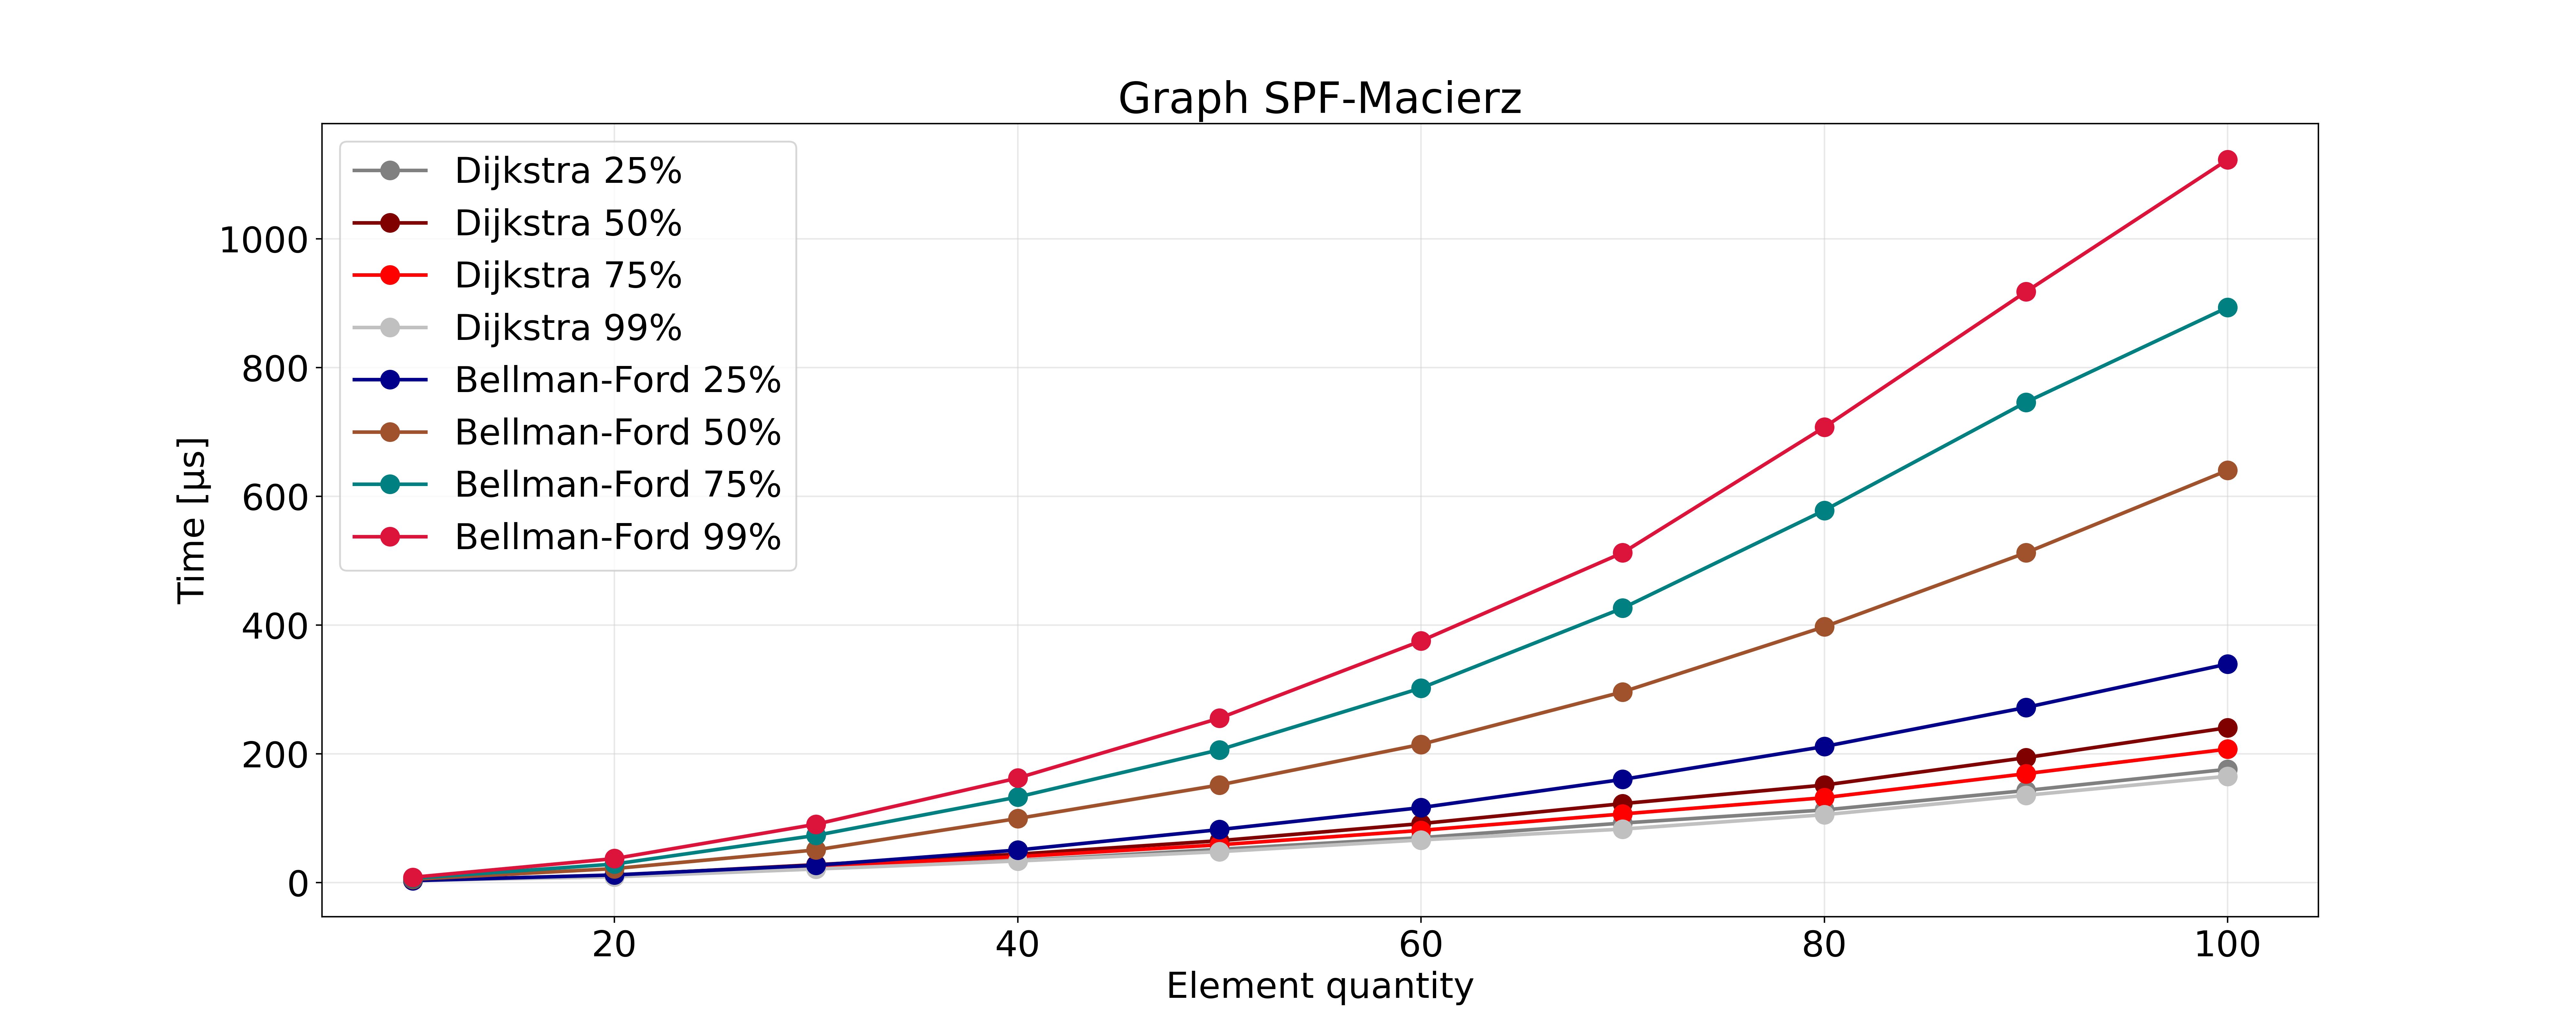 Graph SPF-Macierz
Dijkstra 25%
Dijkstra 50%
Dijkstra 75%
Dijkstra 99%
Bellman-Ford 25%
Bellman-Ford 50%
Bellman-Ford 75%
Bellman-Ford 99%
Time [µs]
1000
800
600
400
200
0
20 40 60 80 100
Element quantity